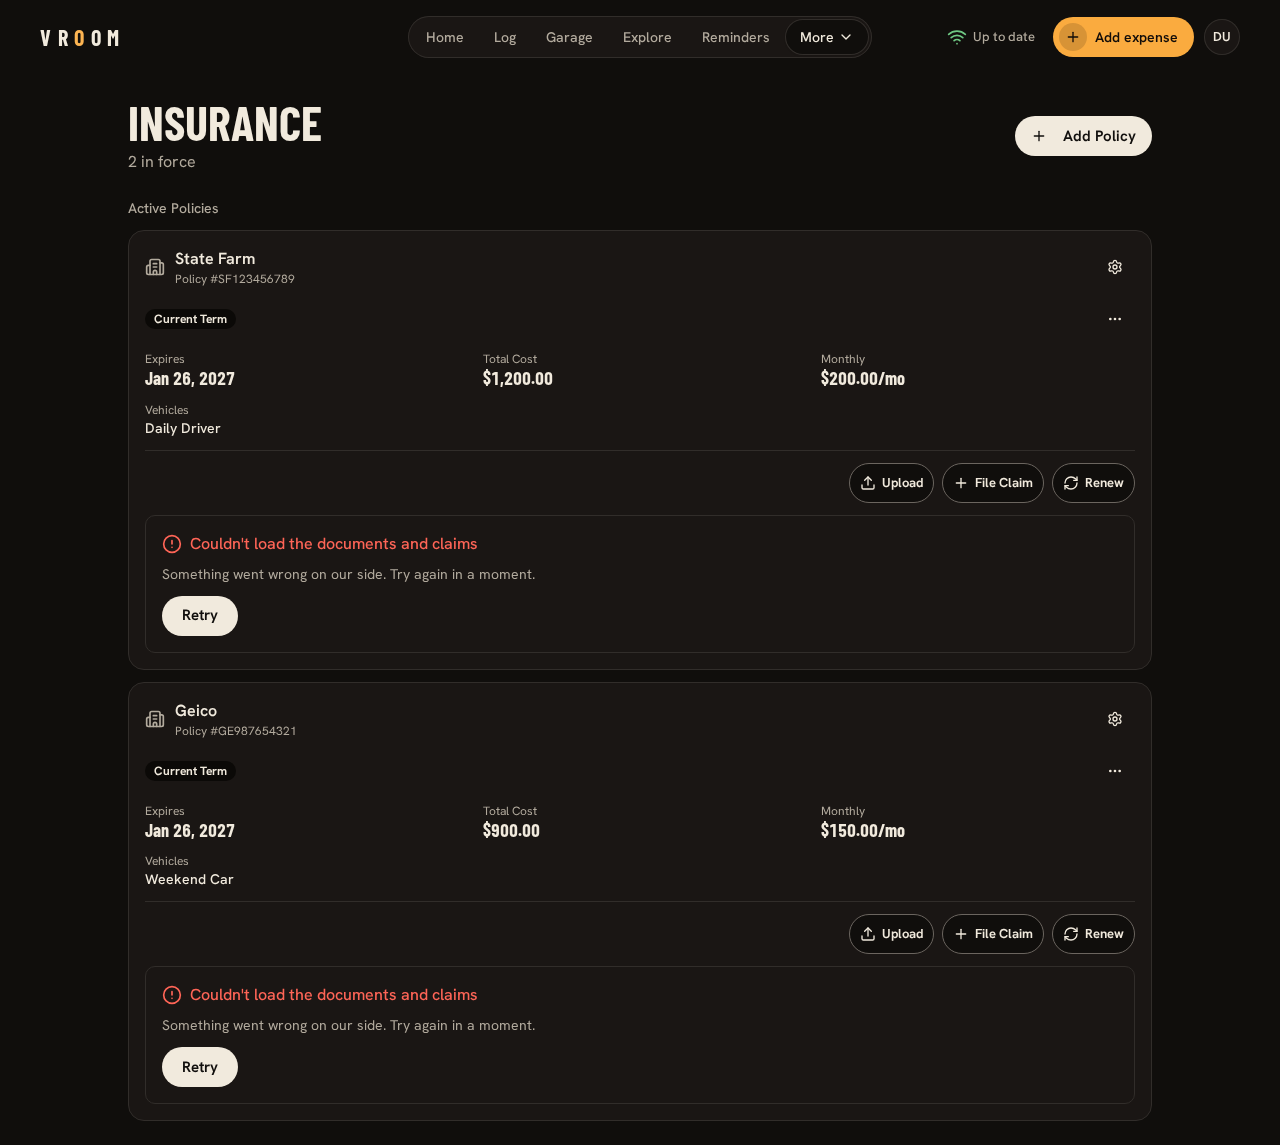 VROOM
Home Log Garage Explore Reminders More
Up to date
Add expense
DU
INSURANCE
2 in force
Add Policy
Active Policies
State Farm
Policy #SF123456789
Current Term
Expires Total Cost Monthly
Jan 26, 2027 $1,200.00 $200.00/mo
Vehicles
Daily Driver
Upload File Claim Renew
Couldn't load the documents and claims
Something went wrong on our side. Try again in a moment.
Retry
Geico
Policy #GE987654321
Current Term
Expires Total Cost Monthly
Jan 26, 2027 $900.00 $150.00/mo
Vehicles
Weekend Car
Upload File Claim Renew
Couldn't load the documents and claims
Something went wrong on our side. Try again in a moment.
Retry